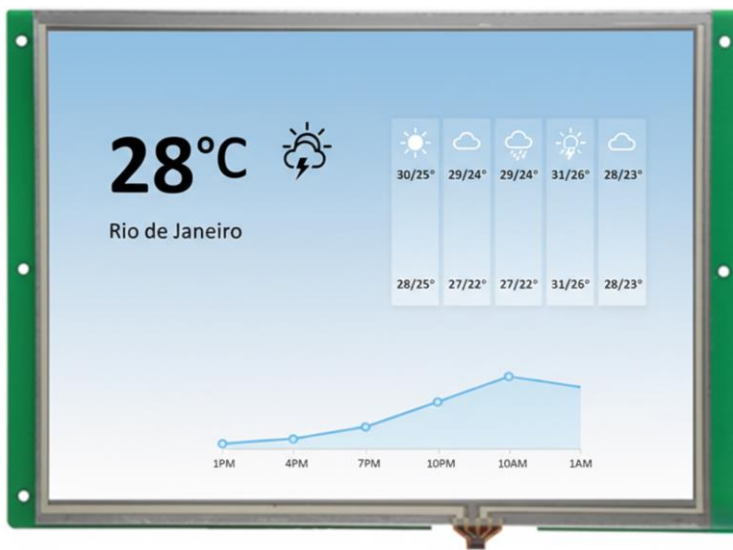 28°C
Rio de Janeiro
30/25° 29/24° 29/24° 31/26° 28/23°
28/25° 27/22° 27/22° 31/26° 28/23°
1PM 4PM 7PM 10PM 10AM 1AM